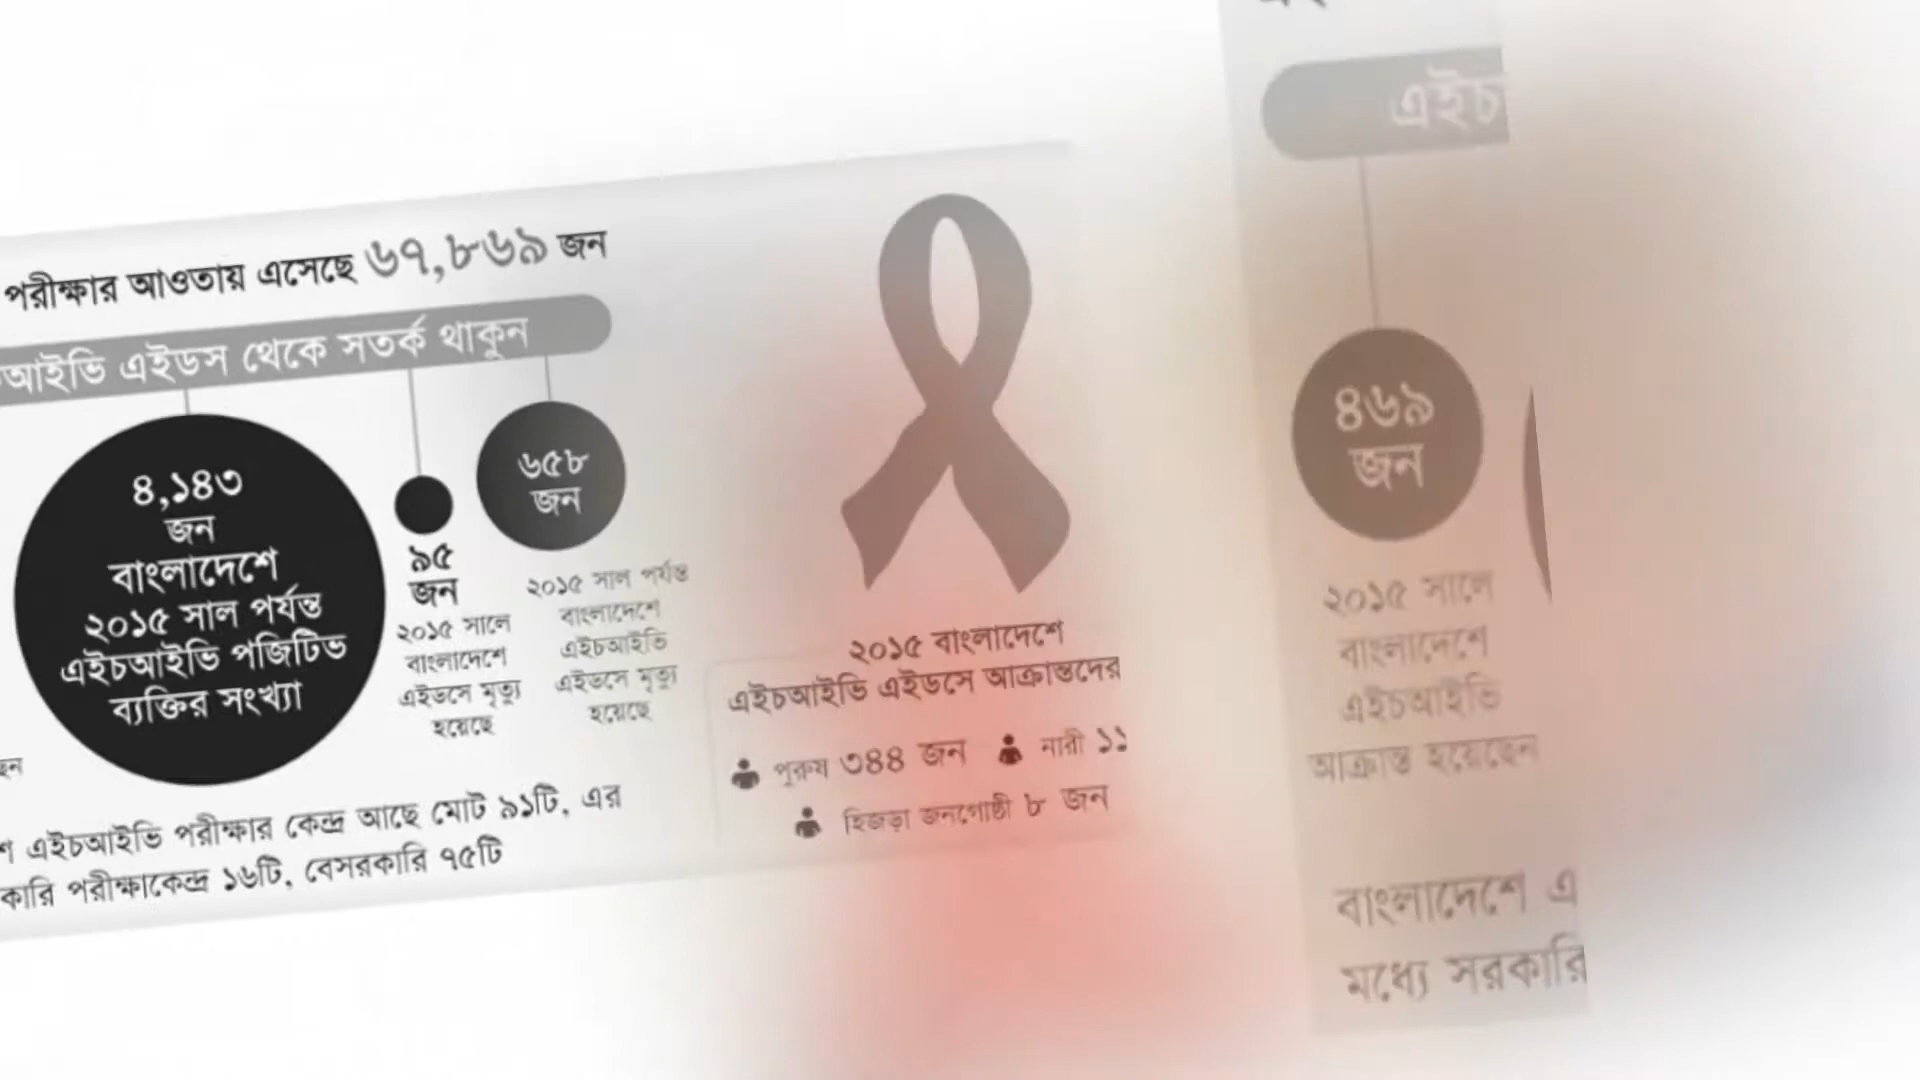 পরীক্ষার আওতায় এসেছে ৬৭,৮৬৯ জন
আইভি এইডস থেকে সতর্ক থাকুন
৪,১৪৩
জন
বাংলাদেশে
২০১৫ সাল পর্যন্ত
এইচআইভি পজিটিভ
ব্যক্তির সংখ্যা
৯৫
জন
২০১৫ সালে
বাংলাদেশে
এইডসে মৃত্যু
হয়েছে
৬৫৮
জন
২০১৫ সাল পর্যন্ত
বাংলাদেশে
এইচআইভি
এইডসে মৃত্যু
হয়েছে
এইচআইভি পরীক্ষার কেন্দ্র আছে মোট ৯১টি, এর
কারি পরীক্ষাকেন্দ্র ১৬টি, বেসরকারি ৭৫টি
২০১৫ বাংলাদেশে
এইচআইভি এইডসে আক্রান্তদের
পুরুষ ৩৪৪ জন নারী ১১
হিজড়া জনগোষ্ঠী ৮ জন
এইচ
৪৬৯
জন
২০১৫ সালে
বাংলাদেশে
এইচআইভি
আক্রান্ত হয়েছেন
বাংলাদেশে এ
মধ্যে সরকারি